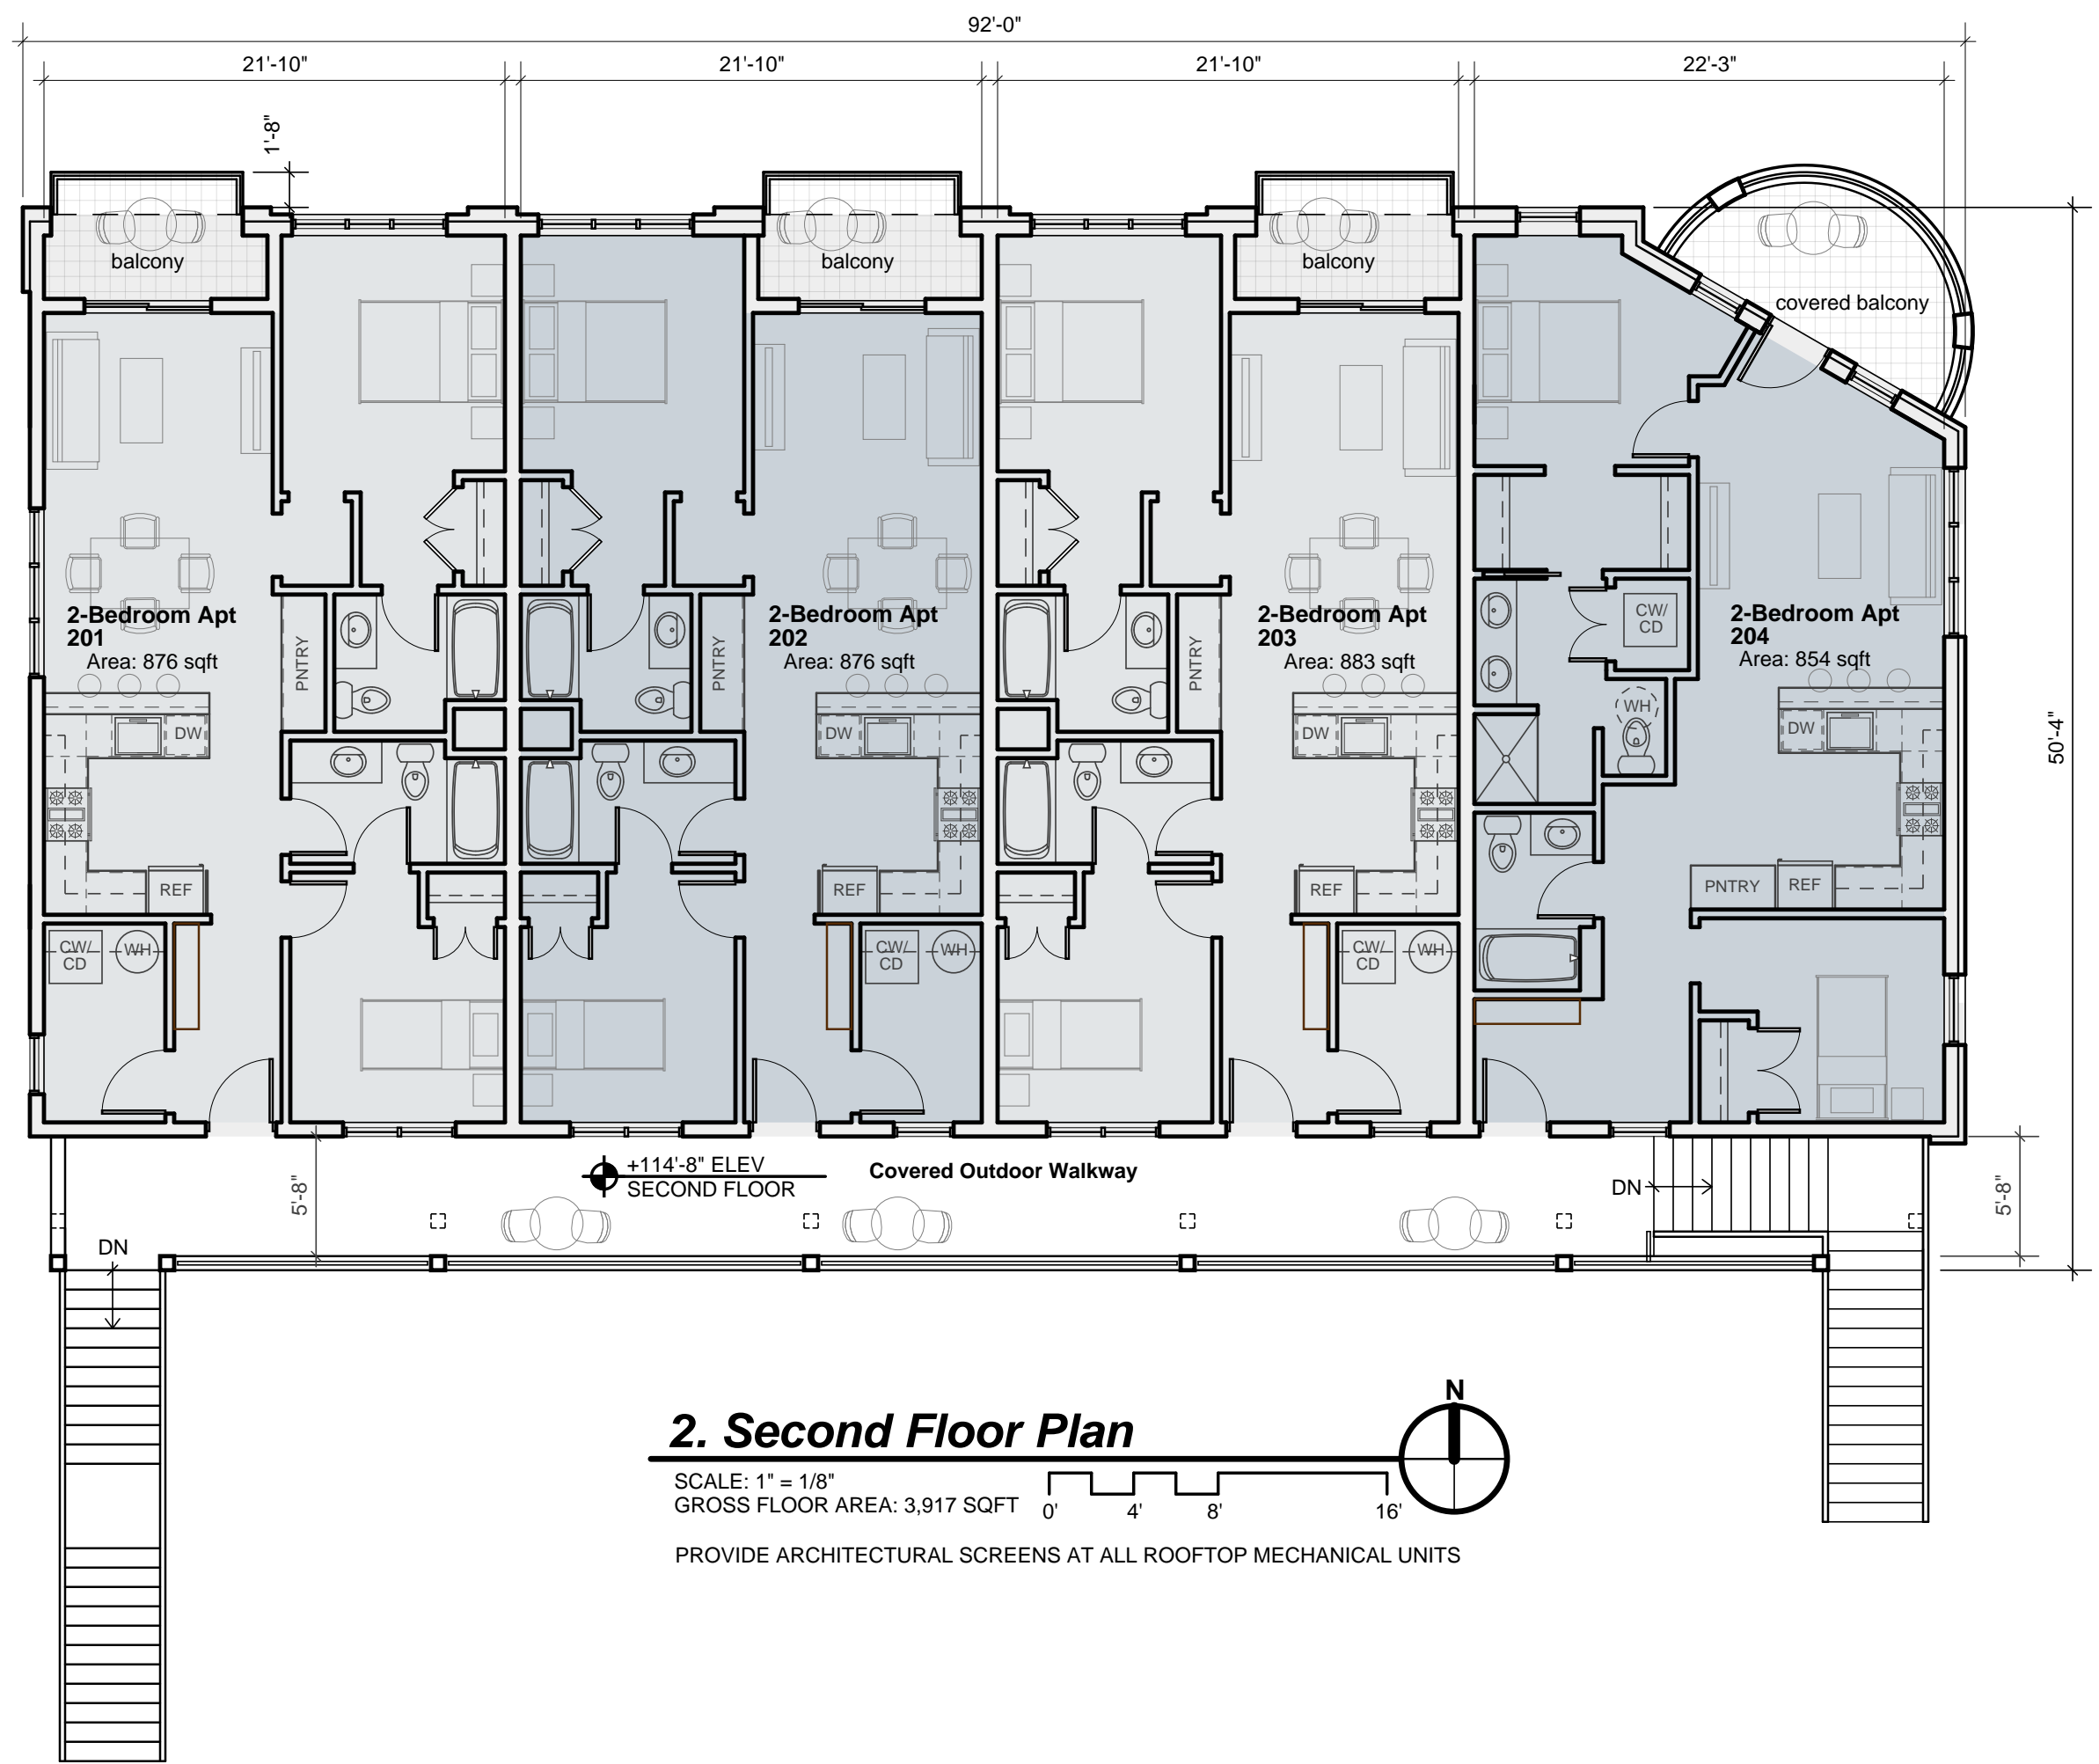 92'-0"
21'-10"
21'-10"
21'-10"
22'-3"
1'-8"
balcony
balcony
balcony
covered balcony
2-Bedroom Apt
201
Area: 876 sqft
PNTRY
DW
REF
CW/
CD
WH
2-Bedroom Apt
202
Area: 876 sqft
PNTRY
DW
REF
CW/
CD
WH
2-Bedroom Apt
203
Area: 883 sqft
PNTRY
DW
REF
CW/
CD
WH
2-Bedroom Apt
204
Area: 854 sqft
CW/
CD
WH
DW
PNTRY
REF
50'-4"
5'-8"
+114'-8" ELEV
SECOND FLOOR
Covered Outdoor Walkway
DN
5'-8"
DN
2. Second Floor Plan
N
SCALE: 1" = 1/8"
GROSS FLOOR AREA: 3,917 SQFT
0'
4'
8'
16'
PROVIDE ARCHITECTURAL SCREENS AT ALL ROOFTOP MECHANICAL UNITS